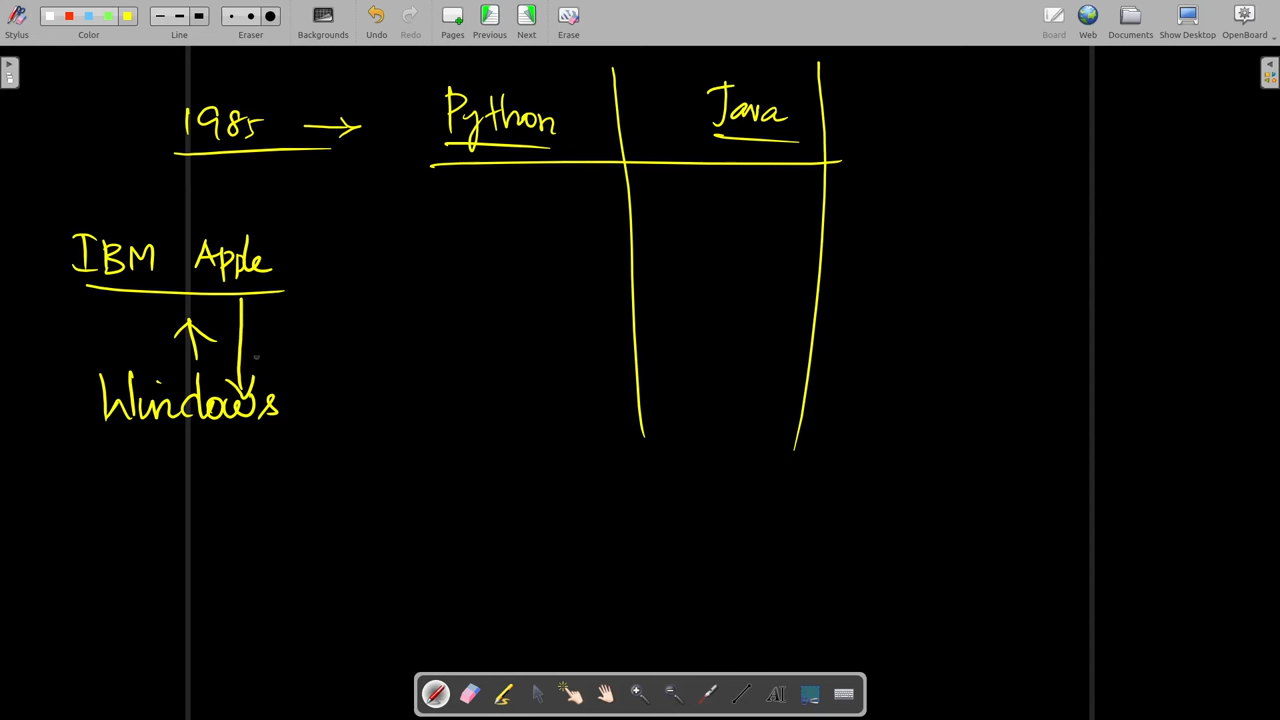 Stylus
Color
Line
Eraser
Backgrounds
Undo
Redo
Pages
Previous
Next
Erase
Board
Web
Documents
Show Desktop
OpenBoard
1985 → Python Java
IBM Apple
Windows
AI